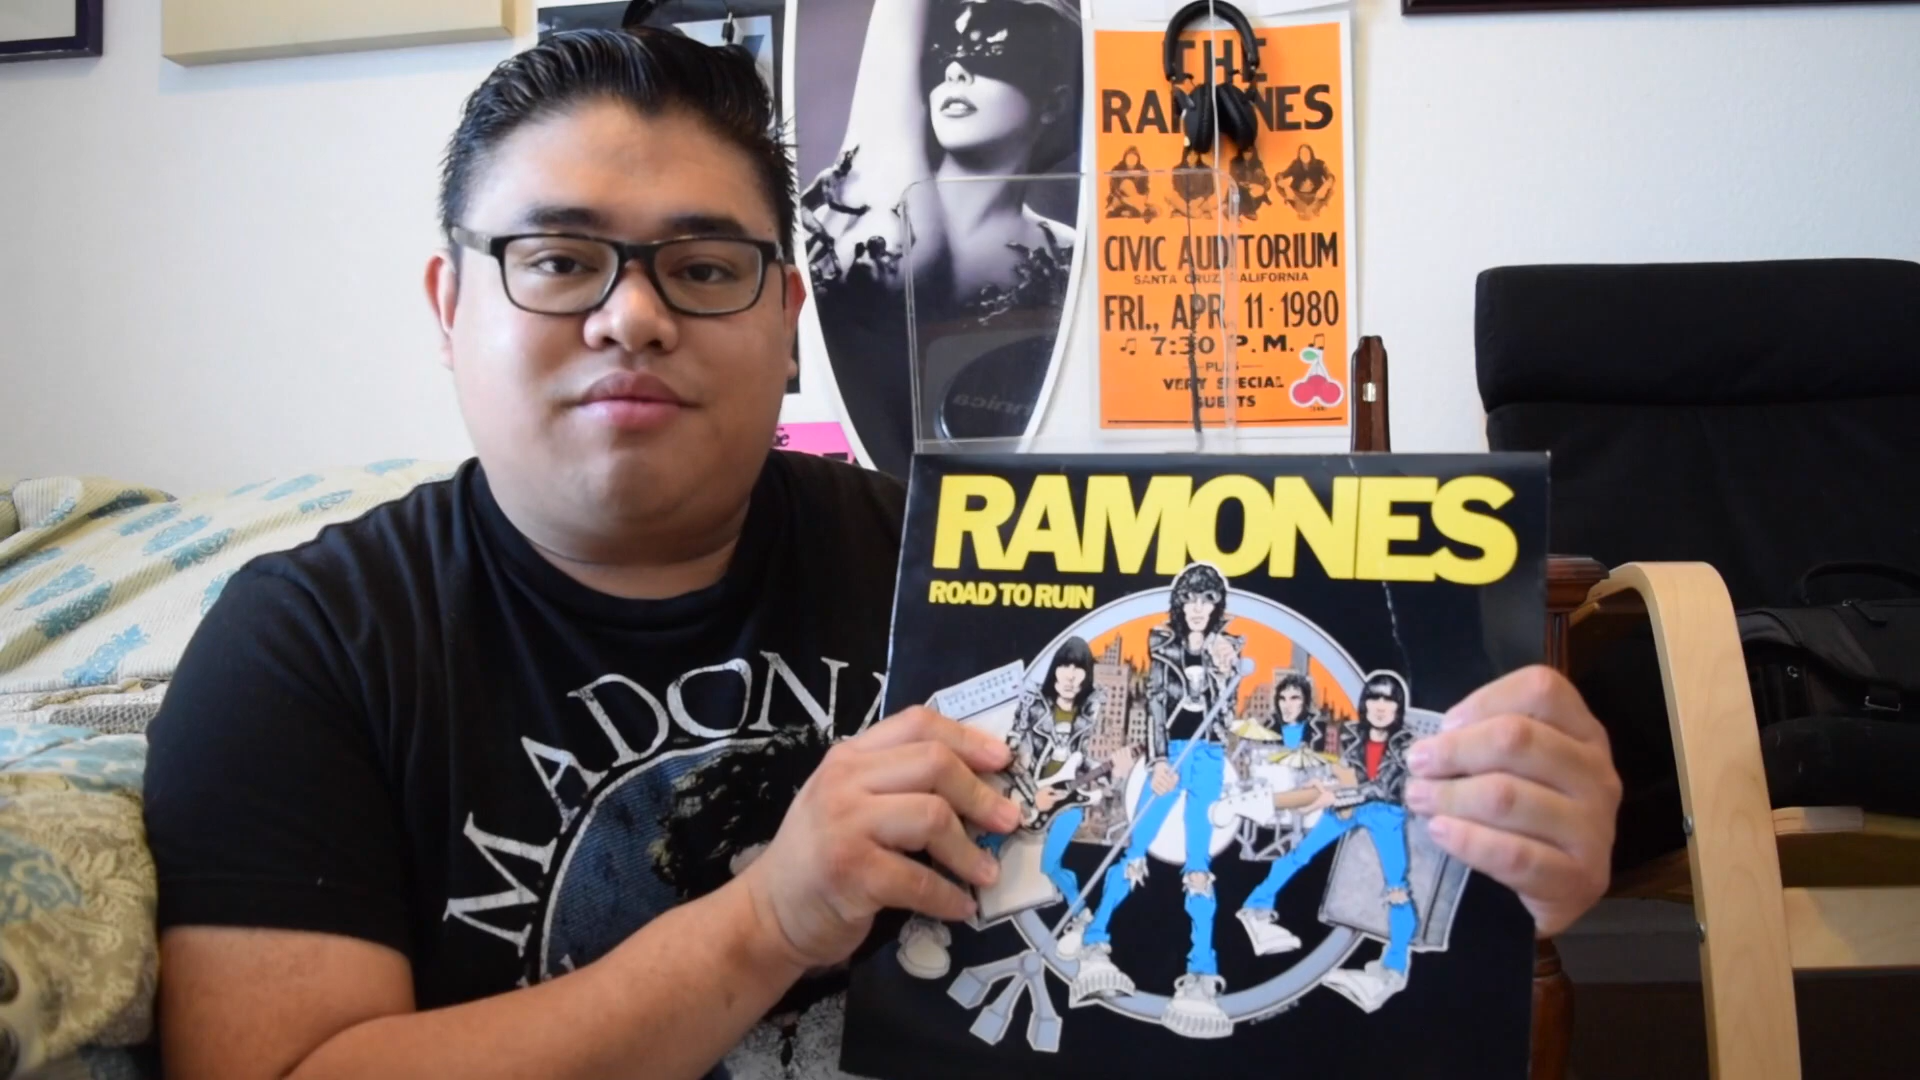 THE
RAMONES
CIVIC AUDITORIUM
SANTA CRUZ, CALIFORNIA
FRI., APR. 11 · 1980
♫ 7:30 P.M. ♫
PLUS
VERY SPECIAL
GUESTS
RAMONES
ROAD TO RUIN
MADONNA